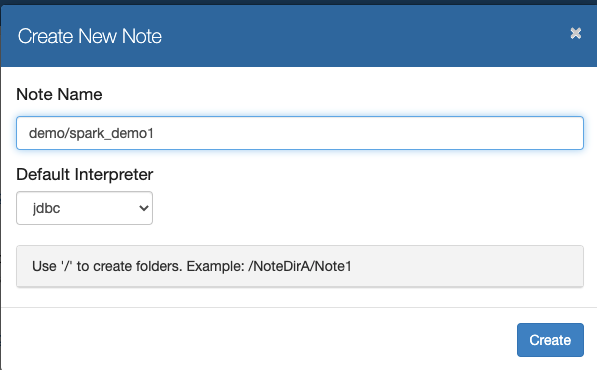 Create New Note
Note Name
demo/spark_demo1
Default Interpreter
jdbc
Use '/' to create folders. Example: /NoteDirA/Note1
Create